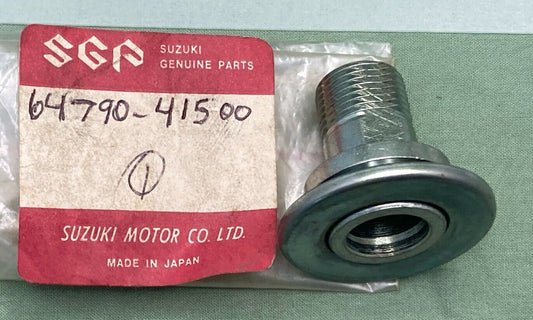 SGP SUZUKI
GENUINE PARTS
64790-41500
1
SUZUKI MOTOR CO. LTD.
MADE IN JAPAN